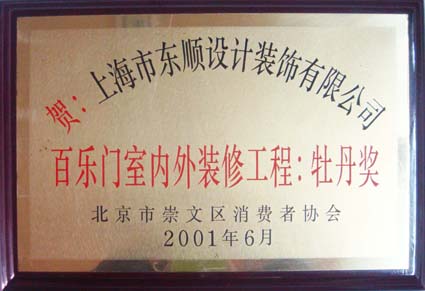 贺：上海市东顺设计装饰有限公司
百乐门室内外装修工程：牡丹奖
北京市崇文区消费者协会
2001年6月